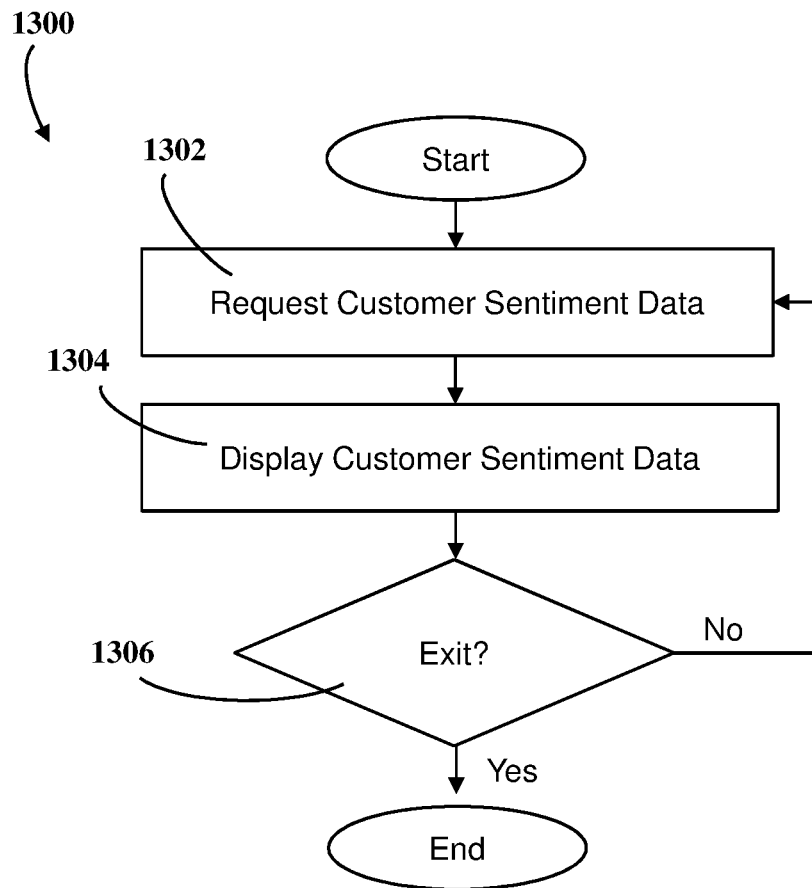 1300
1302
Start
Request Customer Sentiment Data
1304
Display Customer Sentiment Data
1306
Exit?
No
Yes
End